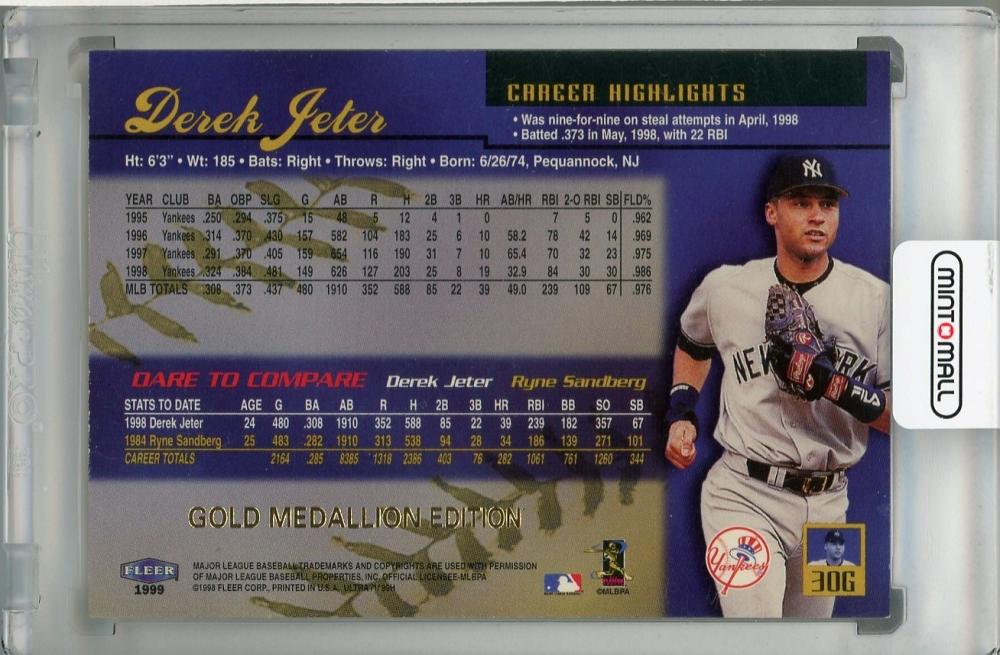 Derek Jeter
CAREER HIGHLIGHTS
• Was nine-for-nine on steal attempts in April, 1998
• Batted .373 in May, 1998, with 22 RBI
Ht: 6'3" • Wt: 185 • Bats: Right • Throws: Right • Born: 6/26/74, Pequannock, NJ
YEAR CLUB BA OBP SLG G AB R H 2B 3B HR AB/HR RBI 2-O RBI SB FLD%
1995 Yankees .250 .294 .375 15 48 5 12 4 1 0 7 5 0 .962
1996 Yankees .314 .370 .430 157 582 104 183 25 6 10 58.2 78 42 14 .969
1997 Yankees .291 .370 .405 159 654 116 190 31 7 10 65.4 70 32 23 .975
1998 Yankees .324 .384 .481 149 626 127 203 25 8 19 32.9 84 30 30 .986
MLB TOTALS .308 .373 .437 480 1910 352 588 85 22 39 49.0 239 109 67 .976
DARE TO COMPARE Derek Jeter Ryne Sandberg
STATS TO DATE AGE G BA AB R H 2B 3B HR RBI BB SO SB
1998 Derek Jeter 24 480 .308 1910 352 588 85 22 39 239 182 357 67
1984 Ryne Sandberg 25 483 .282 1910 313 538 94 28 34 186 139 271 101
CAREER TOTALS 2164 .285 8385 1318 2386 403 76 282 1061 761 1260 344
GOLD MEDALLION EDITION
FLEER
1999
MAJOR LEAGUE BASEBALL TRADEMARKS AND COPYRIGHTS ARE USED WITH PERMISSION
OF MAJOR LEAGUE BASEBALL PROPERTIES, INC. OFFICIAL LICENSEE-MLBPA
©1998 FLEER CORP., PRINTED IN U.S.A.
©MLBPA
Yankees
30G
NY
NEW YORK
FILA
MINT MALL